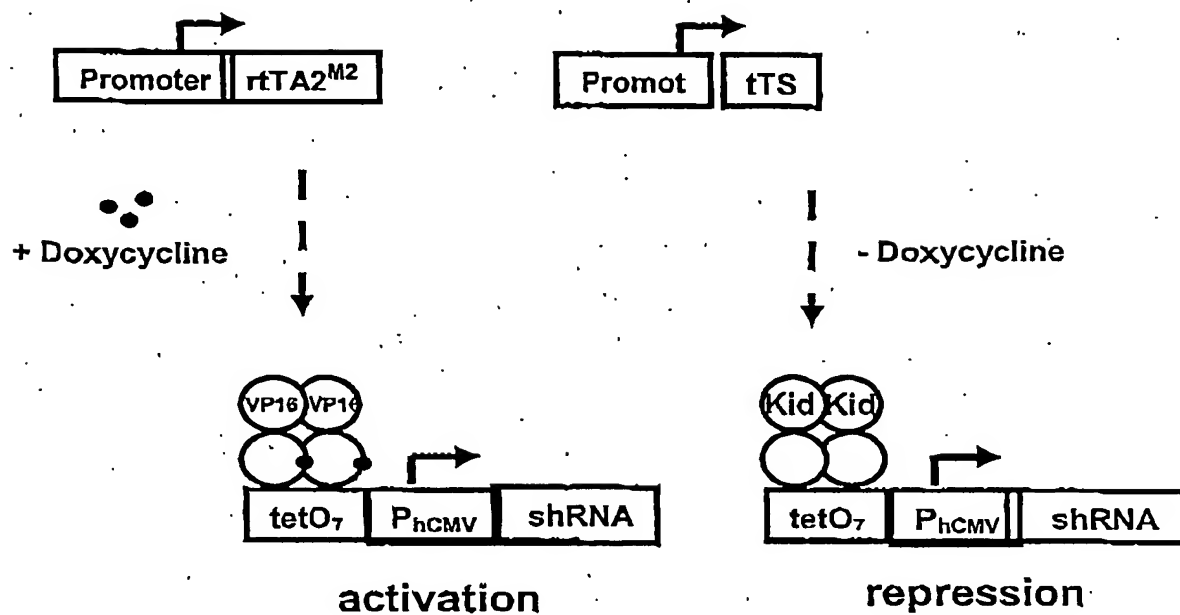 Promoter rtTA2ᴹ² Promot tTS
+ Doxycycline - Doxycycline
VP16 VP16 Kid Kid
tetO₇ PhCMV shRNA tetO₇ PhCMV shRNA
activation repression